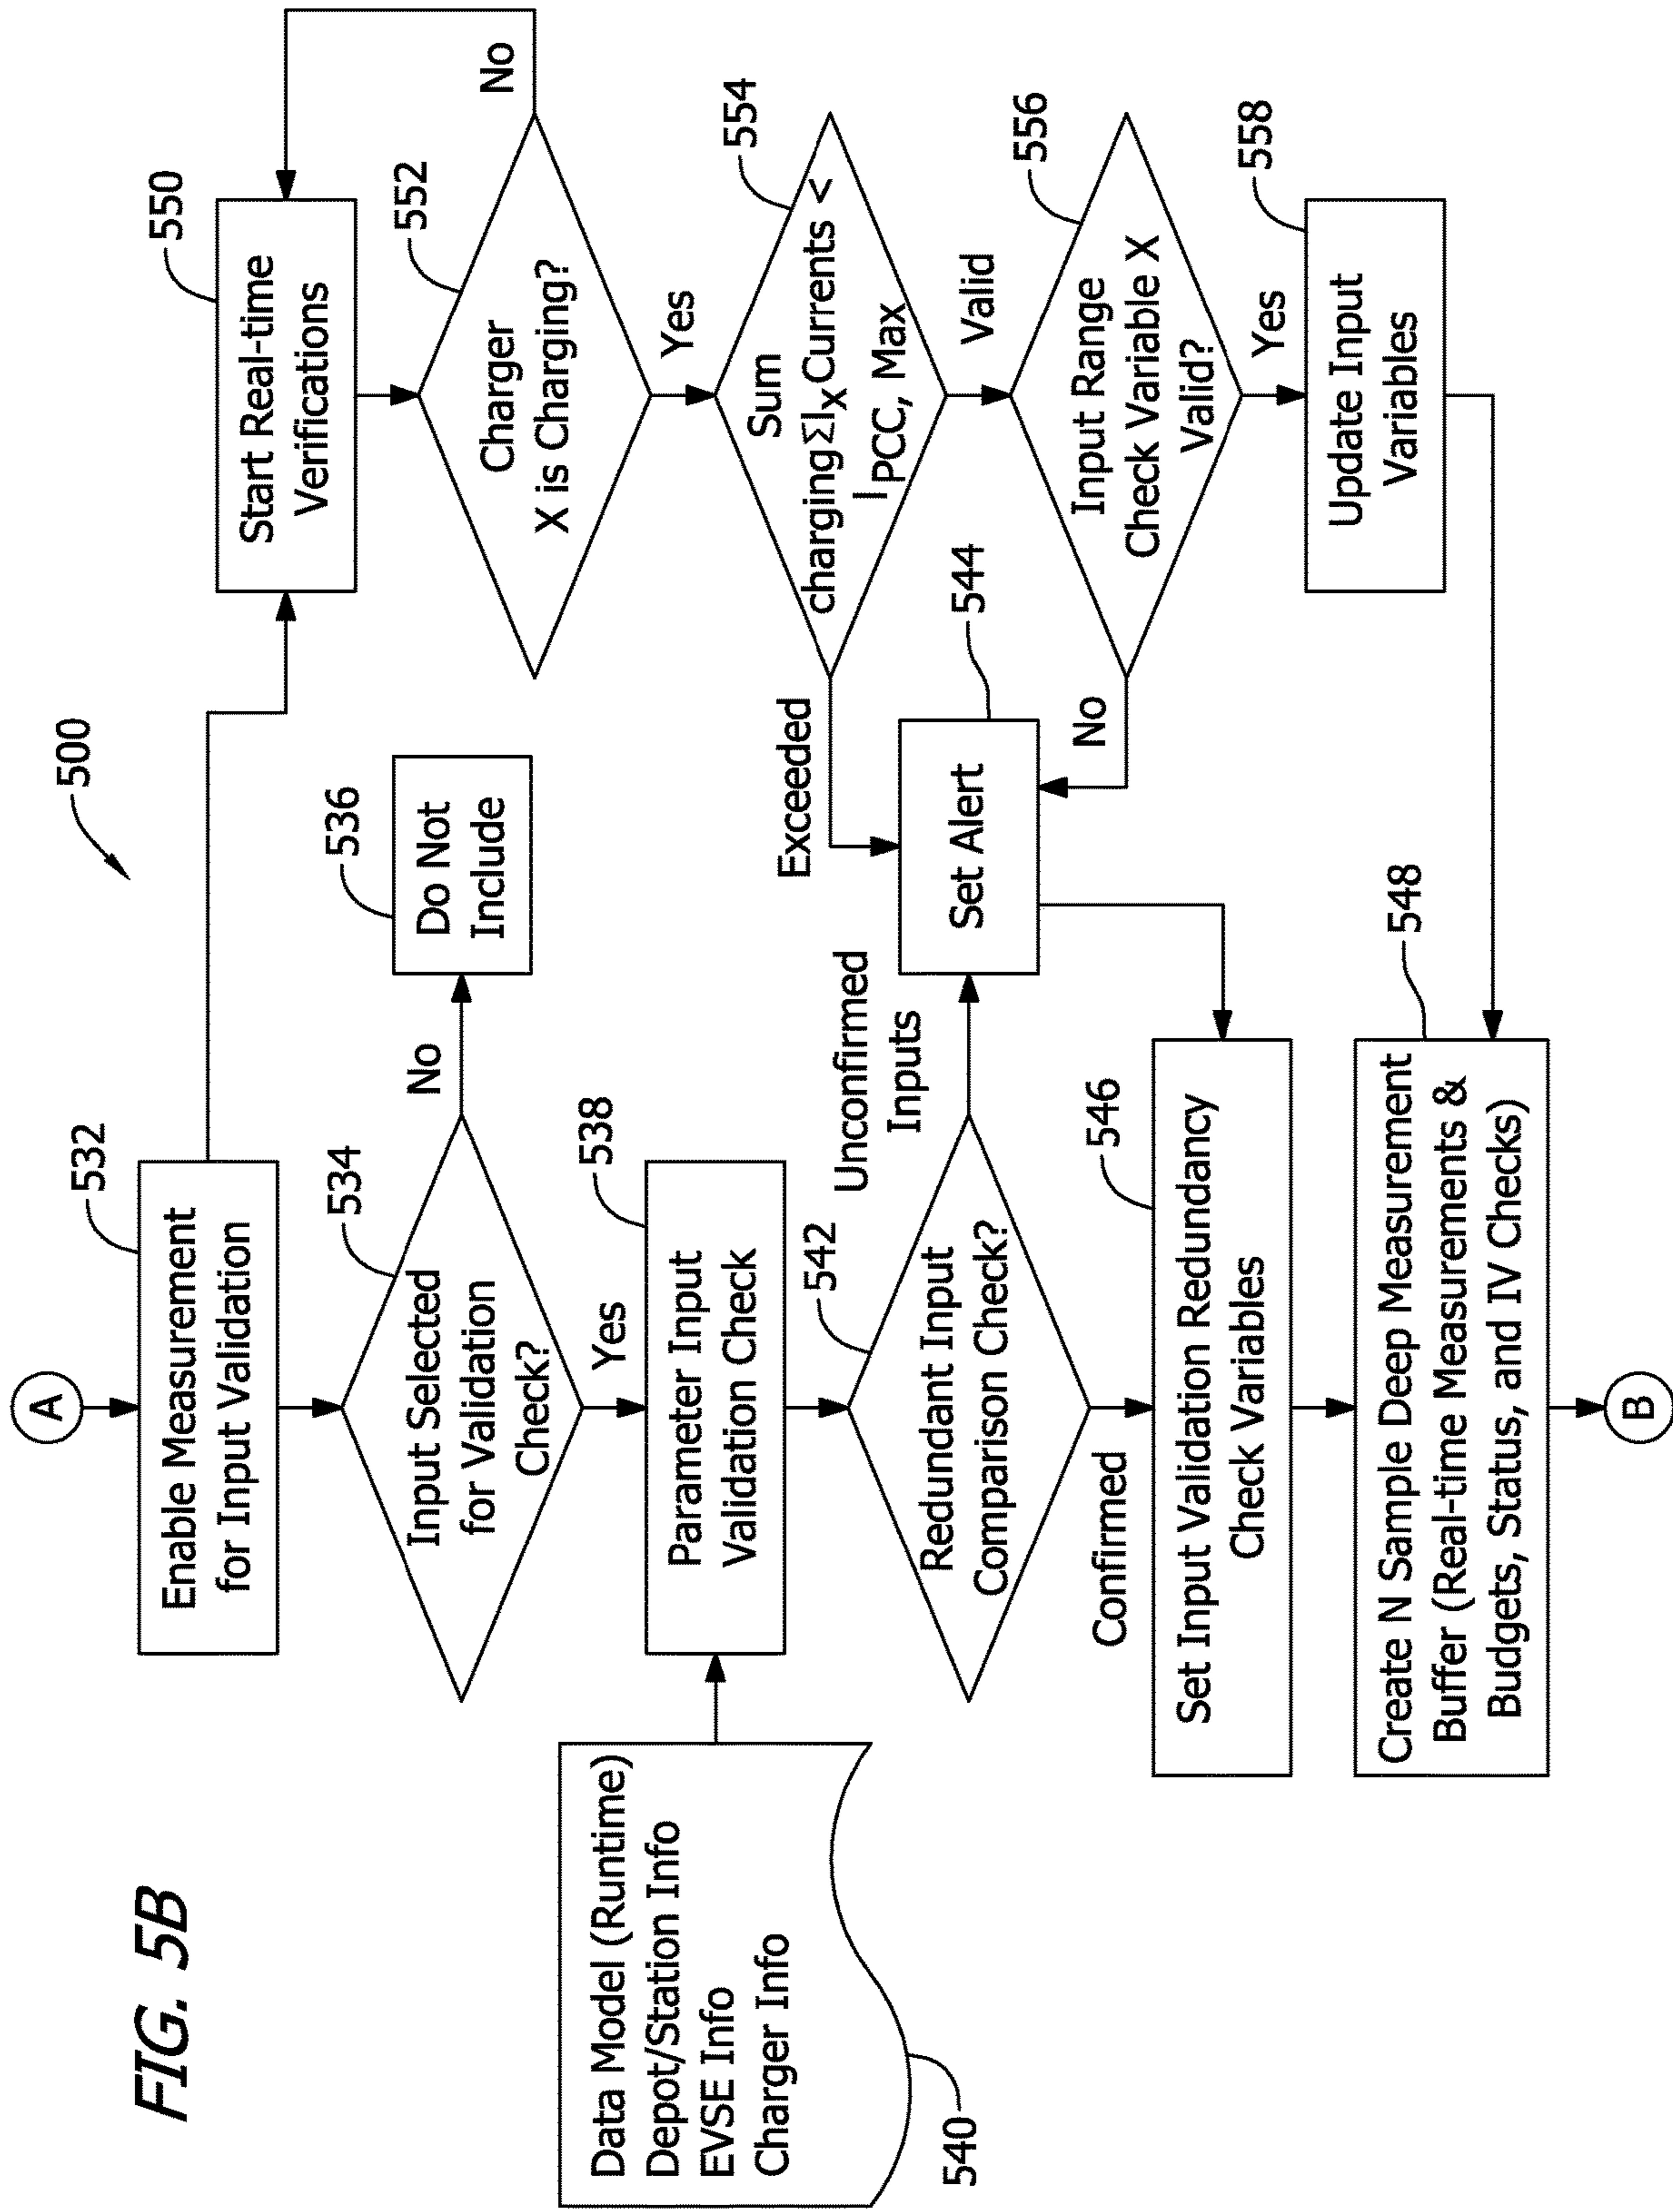 FIG. 5B
500
A
532
Enable Measurement
for Input Validation
534
Input Selected
for Validation
Check?
No
536
Do Not
Include
Yes
538
Parameter Input
Validation Check
Data Model (Runtime)
Depot/Station Info
EVSE Info
Charger Info
540
542
Redundant Input
Comparison Check?
Unconfirmed
Inputs
Confirmed
544
Set Alert
546
Set Input Validation Redundancy
Check Variables
548
Create N Sample Deep Measurement
Buffer (Real-time Measurements &
Budgets, Status, and IV Checks)
B
550
Start Real-time
Verifications
552
Charger
X is Charging?
No
Yes
554
Sum
charging∑IX Currents <
IPCC, Max
Exceeded
Valid
556
Input Range
Check Variable X
Valid?
No
Yes
558
Update Input
Variables